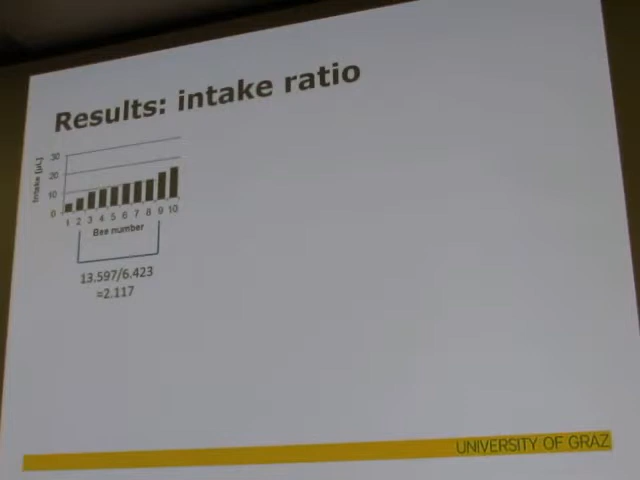 Results: intake ratio
Intake [µL]
30
20
10
0
1 2 3 4 5 6 7 8 9 10
Bee number
13.597/6.423
=2.117
UNIVERSITY OF GRAZ